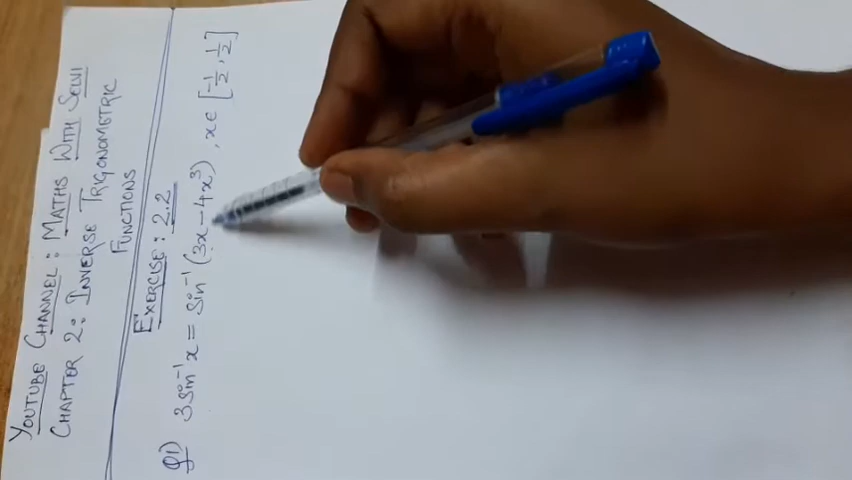 YOUTUBE CHANNEL : MATHS WITH SELVI
CHAPTER 2: INVERSE TRIGONOMETRIC
FUNCTIONS
EXERCISE : 2.2
Q1) 3sin⁻¹x = sin⁻¹(3x-4x³), x∈[-1/2, 1/2]